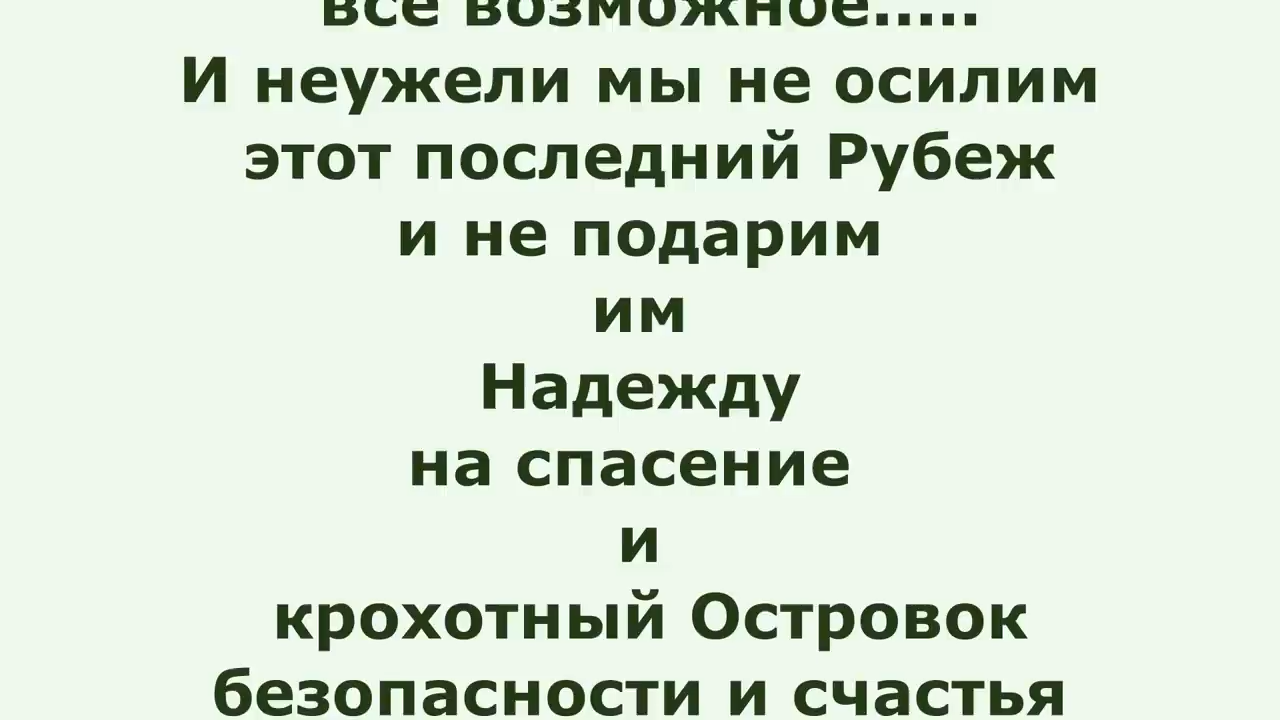 все возможное.....
И неужели мы не осилим
этот последний Рубеж
и не подарим
им
Надежду
на спасение
и
крохотный Островок
безопасности и счастья